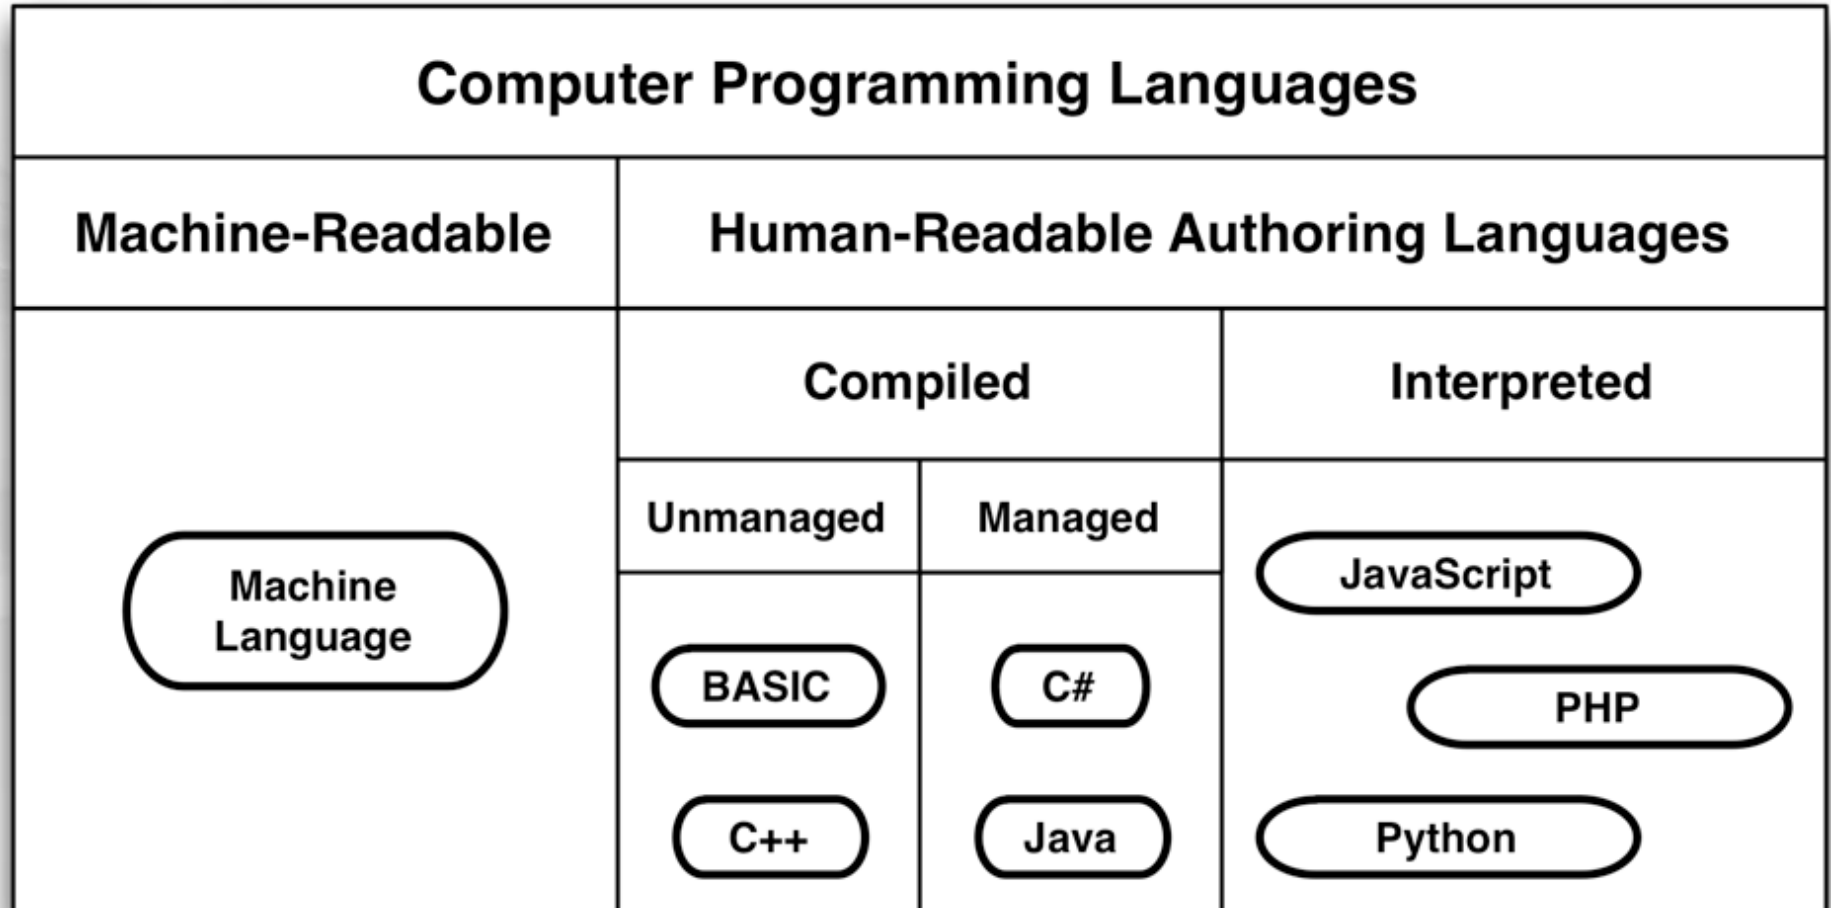 Computer Programming Languages
Machine-Readable
Human-Readable Authoring Languages
Compiled
Interpreted
Unmanaged
Managed
Machine
Language
BASIC
C++
C#
Java
JavaScript
PHP
Python